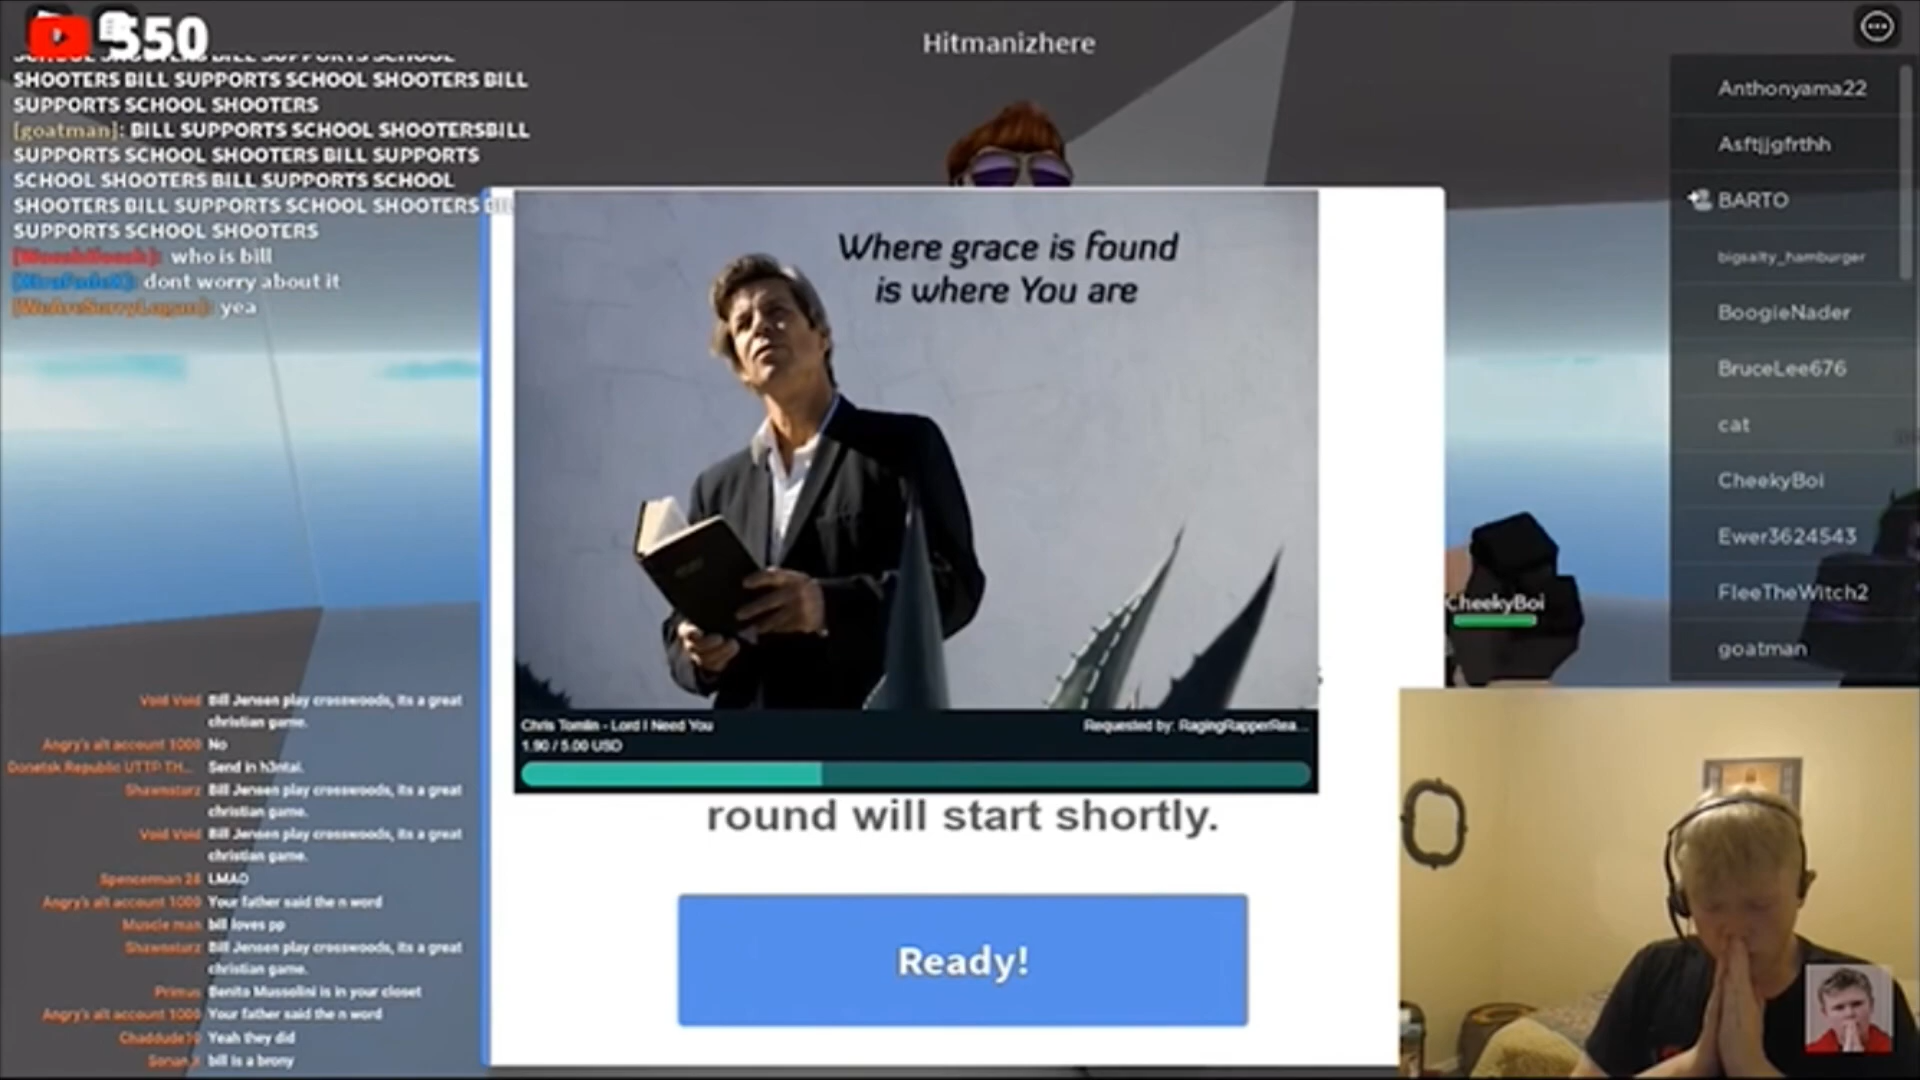 550
Hitmanizhere
SHOOTERS BILL SUPPORTS SCHOOL SHOOTERS BILL
SUPPORTS SCHOOL SHOOTERS
[goatman]: BILL SUPPORTS SCHOOL SHOOTERSBILL
SUPPORTS SCHOOL SHOOTERS BILL SUPPORTS
SCHOOL SHOOTERS BILL SUPPORTS SCHOOL
SHOOTERS BILL SUPPORTS SCHOOL SHOOTERS
SUPPORTS SCHOOL SHOOTERS
who is bill
dont worry about it
[WeAreSorryLogan]: yea
Where grace is found
is where You are
Chris Tomlin - Lord I Need You
Requested by: RagingRapperRea...
1.90 / 5.00 USD
round will start shortly.
Ready!
Anthonyama22
Asftjjgfrthh
BARTO
bigsalty_hamburger
BoogieNader
BruceLee676
cat
CheekyBoi
Ewer3624543
FleeTheWitch2
goatman
CheekyBoi
Void Void Bill Jensen play crosswoods, its a great
christian game.
Angry's alt account 1000 No
Donetsk Republic UTTP TH... Send in h3ntai.
Shawnstarz Bill Jensen play crosswoods, its a great
christian game.
Void Void Bill Jensen play crosswoods, its a great
christian game.
Spencerman 28 LMAO
Angry's alt account 1000 Your father said the n word
Muscle man bill loves pp
Shawnstarz Bill Jensen play crosswoods, its a great
christian game.
Primus Benito Mussolini is in your closet
Angry's alt account 1000 Your father said the n word
Chaddude10 Yeah they did
bill is a brony